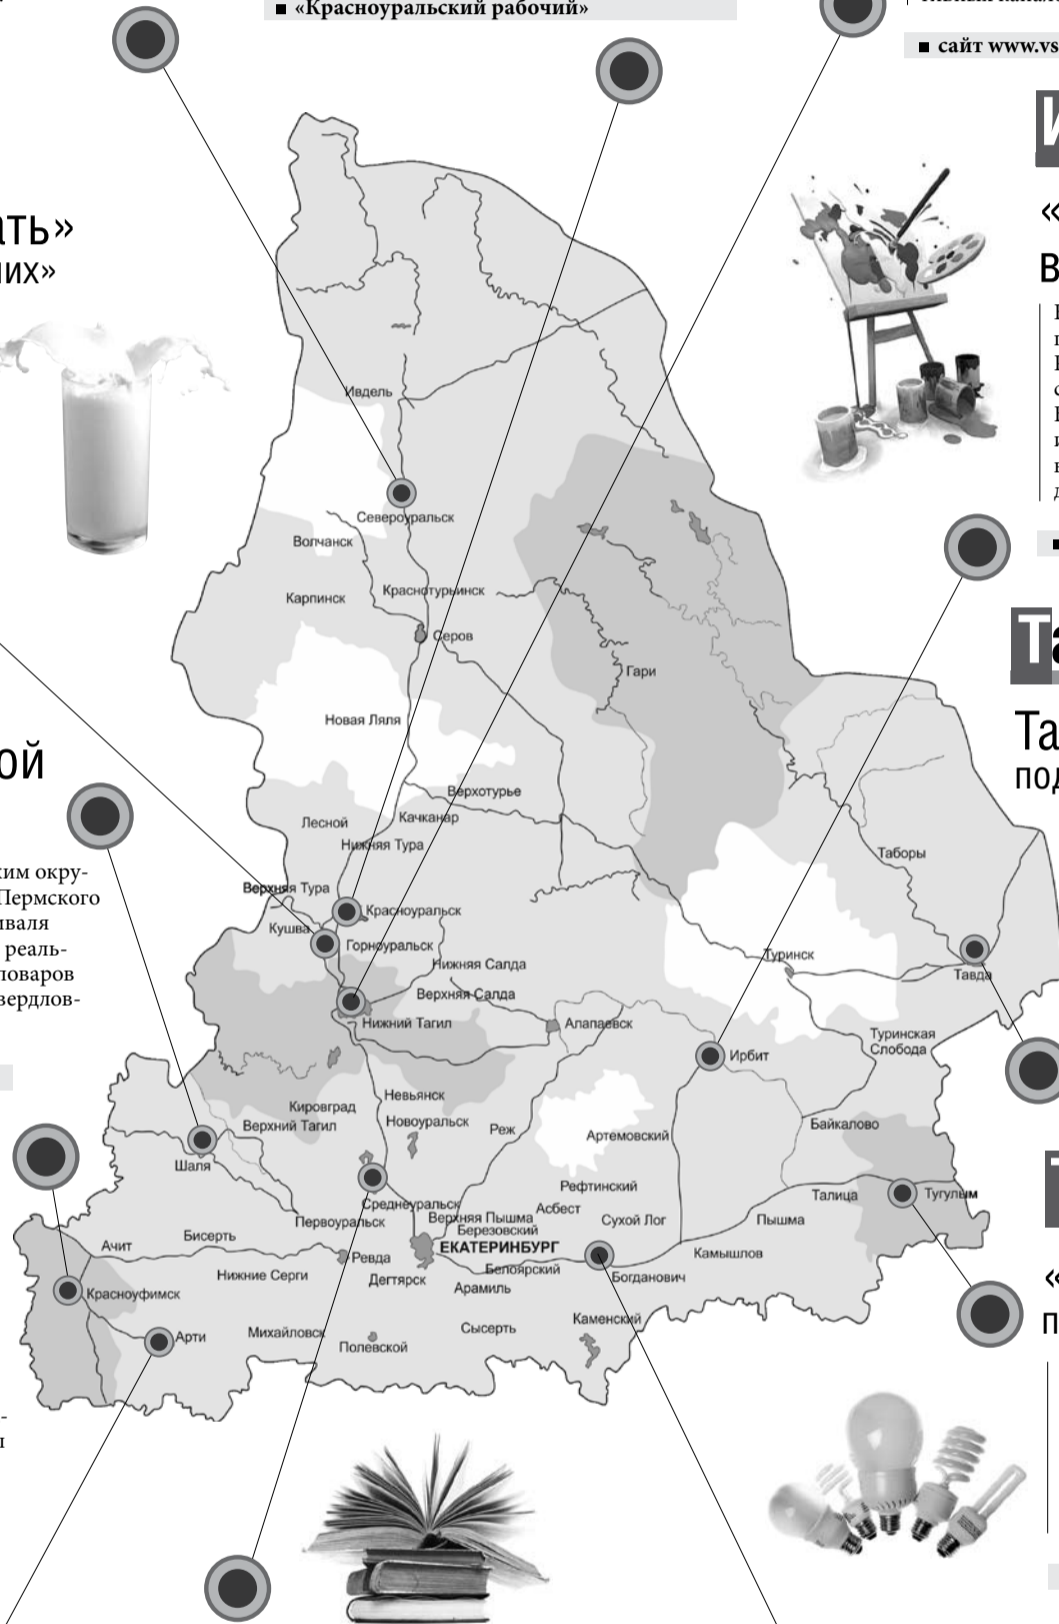 ■ «Красноуральский рабочий»
■ сайт www.vs
ать»
их»
«
В
Та
Та
под
ой
ким окру-
Пермского
иваля
реаль-
поваров
вердлов-
Ивдель
Североуральск
Волчанск
Краснотурьинск
Карпинск
Серов
Гари
Новая Ляля
Верхотурье
Качканар
Лесной
Нижняя Тура
Таборы
Верхняя Тура
Красноуральск
Кушва
Горноуральск
Туринск
Нижняя Салда
Тавда
Верхняя Салда
Нижний Тагил
Алапаевск
Туринская
Слобода
Ирбит
Невьянск
Кировград
Новоуральск
Верхний Тагил
Реж
Артемовский
Байкалово
Шаля
Рефтинский
Талица
Тугулым
Среднеуральск
Асбест
Первоуральск
Верхняя Пышма
Сухой Лог
Пышма
Березовский
Бисерть
Ачит
ЕКАТЕРИНБУРГ
Камышлов
Ревда
Белоярский
Нижние Серги
Дегтярск
Богданович
Арамиль
Красноуфимск
Каменский
Михайловск
Сысерть
Арти
Полевской
«
п